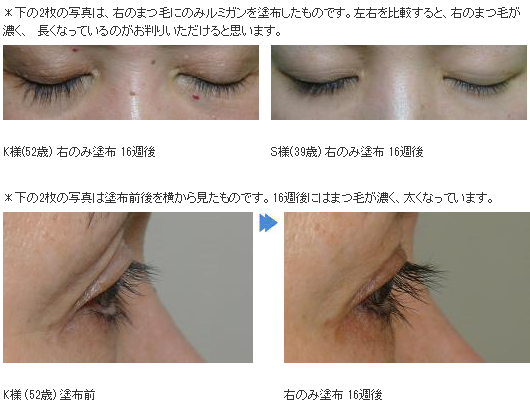 ＊下の2枚の写真は、右のまつ毛にのみルミガンを塗布したものです。左右を比較すると、右のまつ毛が
濃く、 長くなっているのがお判りいただけると思います。
K様(52歳) 右のみ塗布 16週後
S様(39歳) 右のみ塗布 16週後
＊下の2枚の写真は塗布前後を横から見たものです。16週後にはまつ毛が濃く、太くなっています。
K様 (52歳) 塗布前
右のみ塗布 16週後